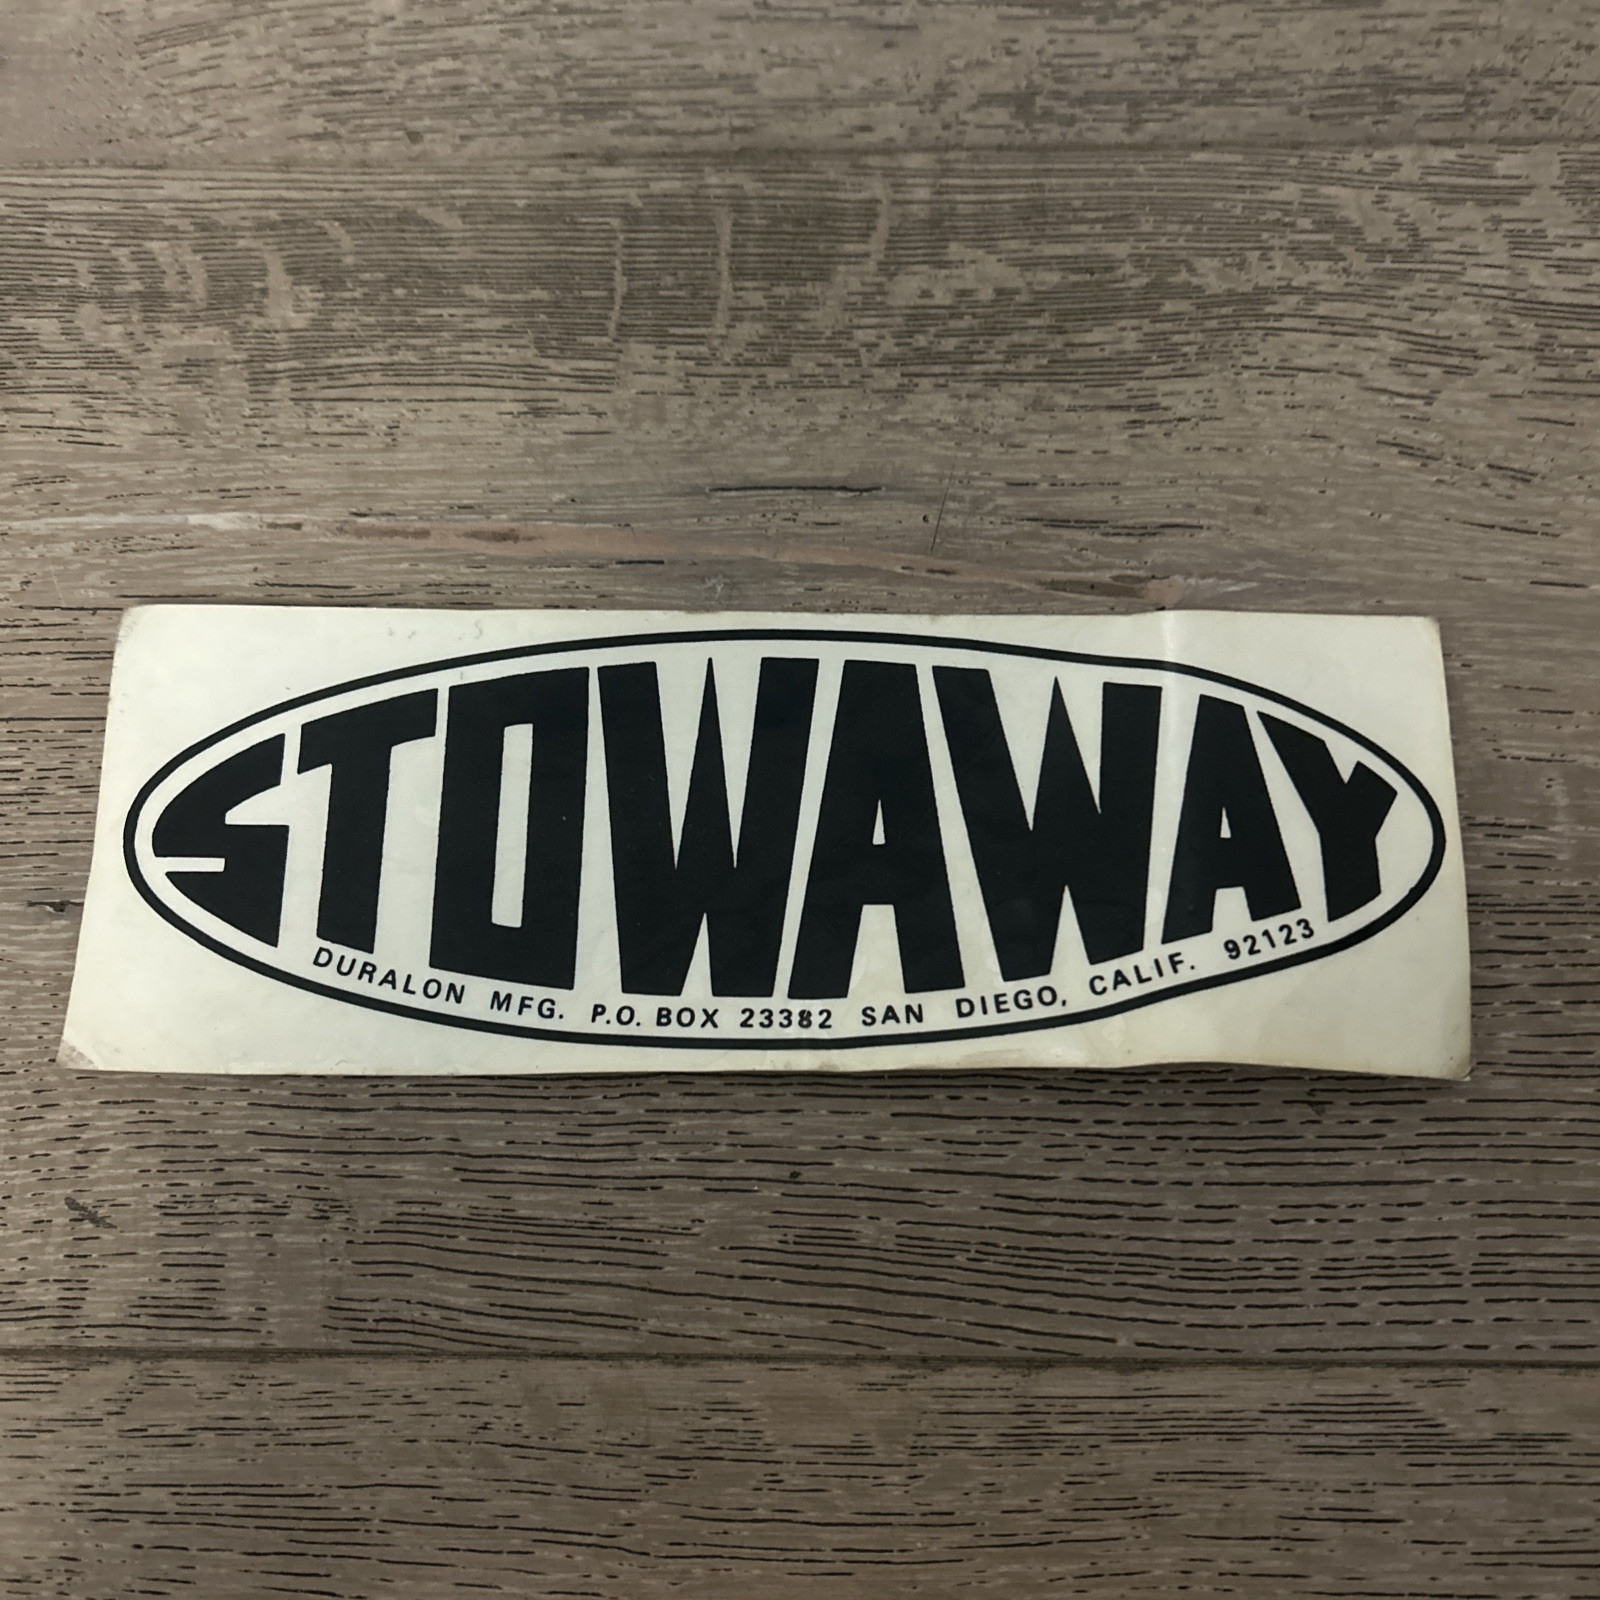 STOWAWAY
DURALON MFG. P.O. BOX 23382 SAN DIEGO, CALIF. 92123